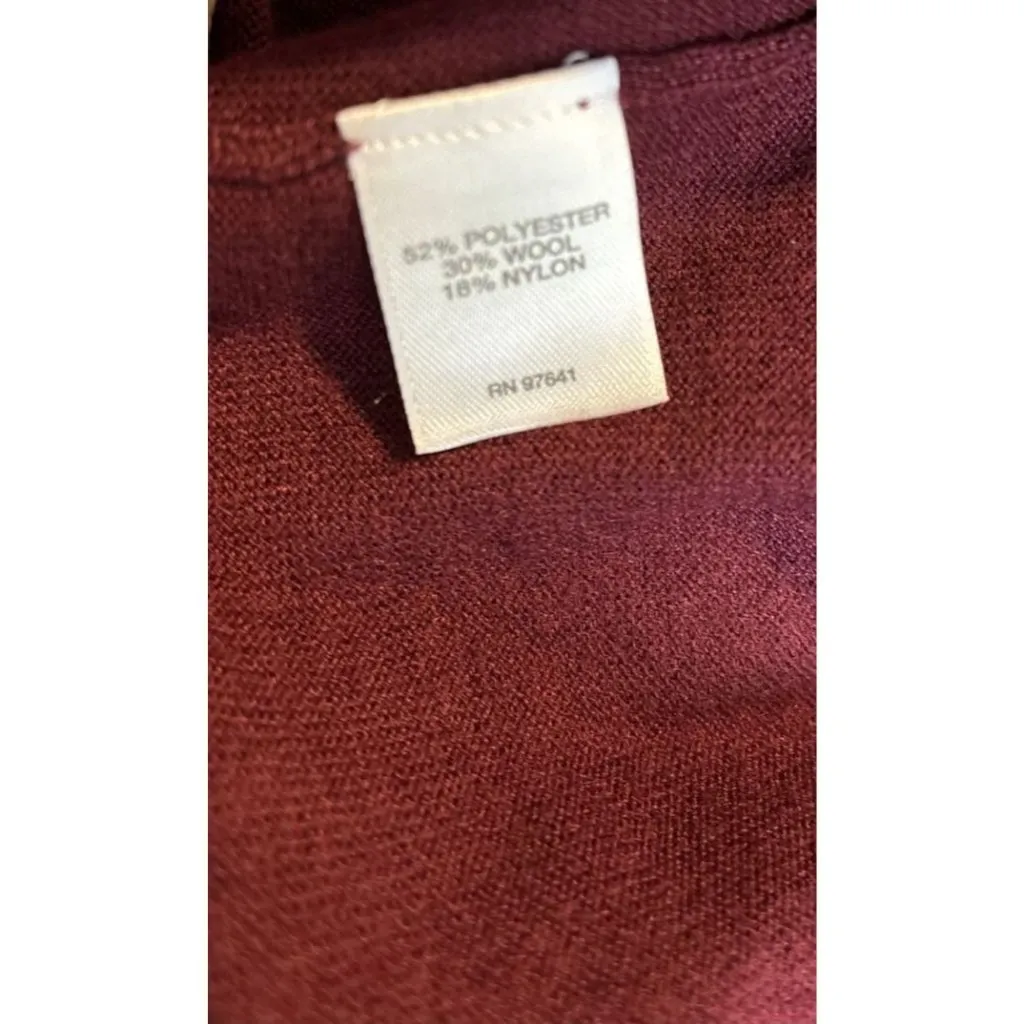 52% POLYESTER
30% WOOL
18% NYLON
RN 97641